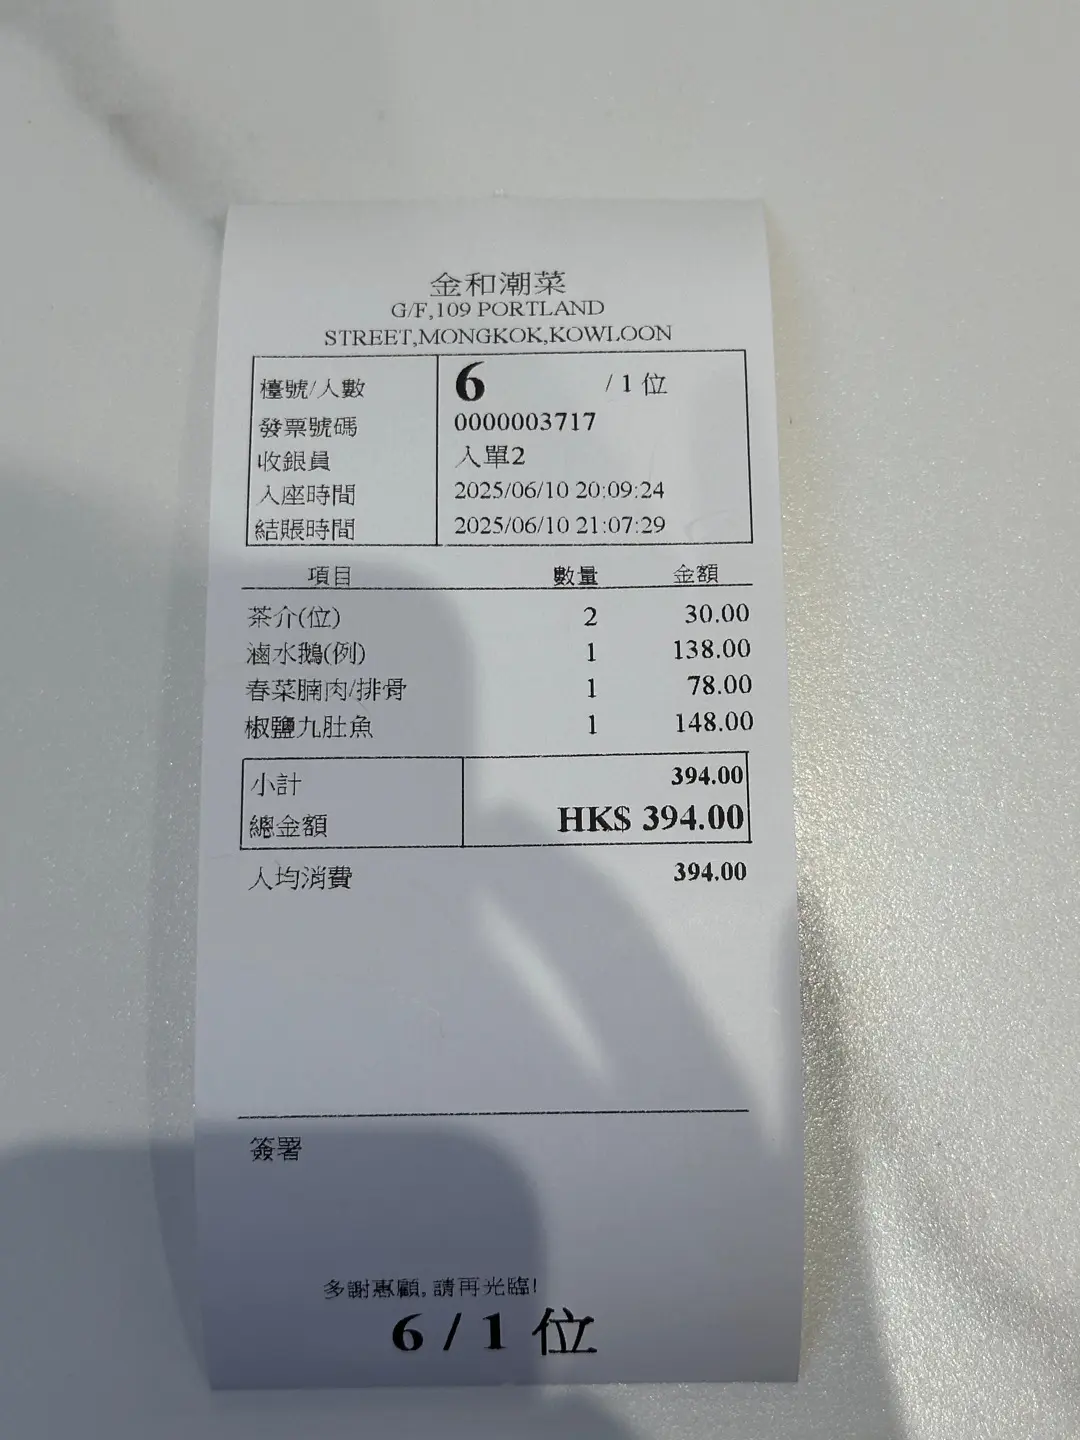 金和潮菜
G/F,109 PORTLAND
STREET,MONGKOK,KOWLOON
檯號/人數 6 / 1 位
發票號碼 0000003717
收銀員 入單2
入座時間 2025/06/10 20:09:24
結賬時間 2025/06/10 21:07:29
項目 數量 金額
茶介(位) 2 30.00
滷水鵝(例) 1 138.00
春菜腩肉/排骨 1 78.00
椒鹽九肚魚 1 148.00
小計 394.00
總金額 HK$ 394.00
人均消費 394.00
簽署
多謝惠顧,請再光臨!
6 / 1 位